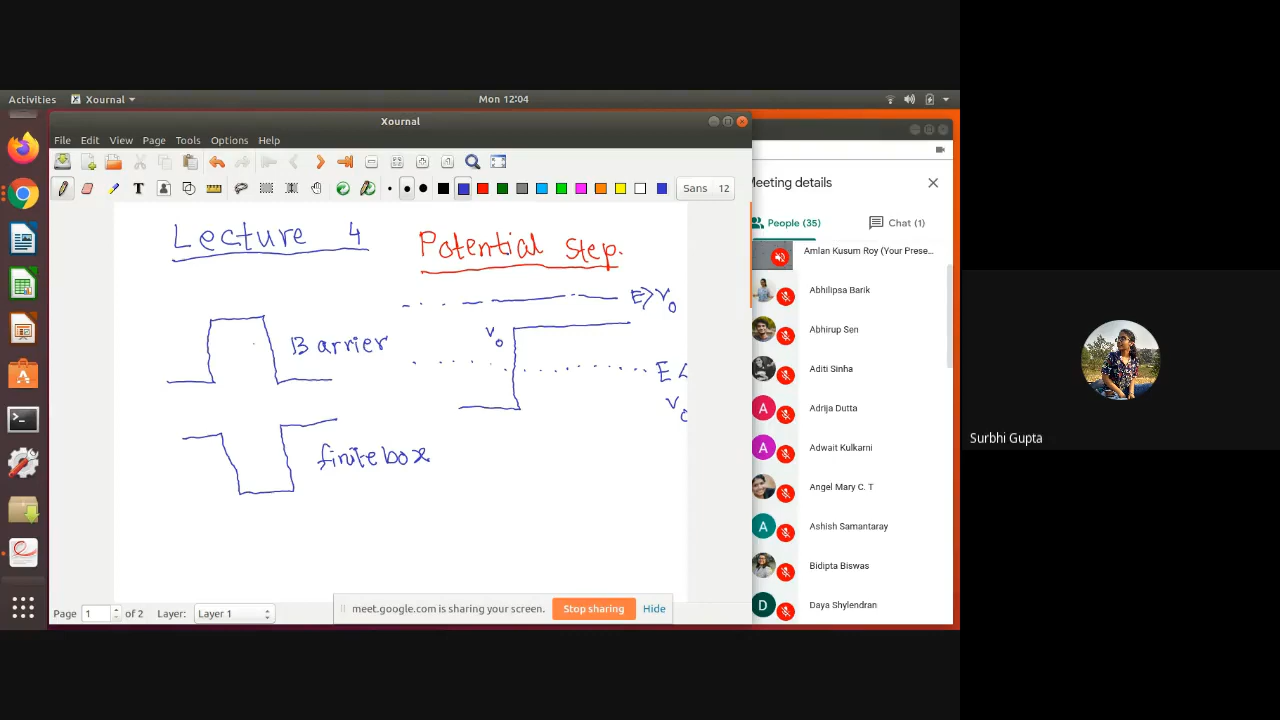 Activities
Xournal
Mon 12:04
Xournal
File Edit View Page Tools Options Help
Sans 12
Lecture 4
Potential Step.
E>V0
V0
Barrier
E<
V0
finite box
Page 1 of 2 Layer: Layer 1
meet.google.com is sharing your screen. Stop sharing Hide
Meeting details
People (35) Chat (1)
Amlan Kusum Roy (Your Prese...
Abhilipsa Barik
Abhirup Sen
Aditi Sinha
A Adrija Dutta
A Adwait Kulkarni
Angel Mary C. T
A Ashish Samantaray
Bidipta Biswas
D Daya Shylendran
Surbhi Gupta